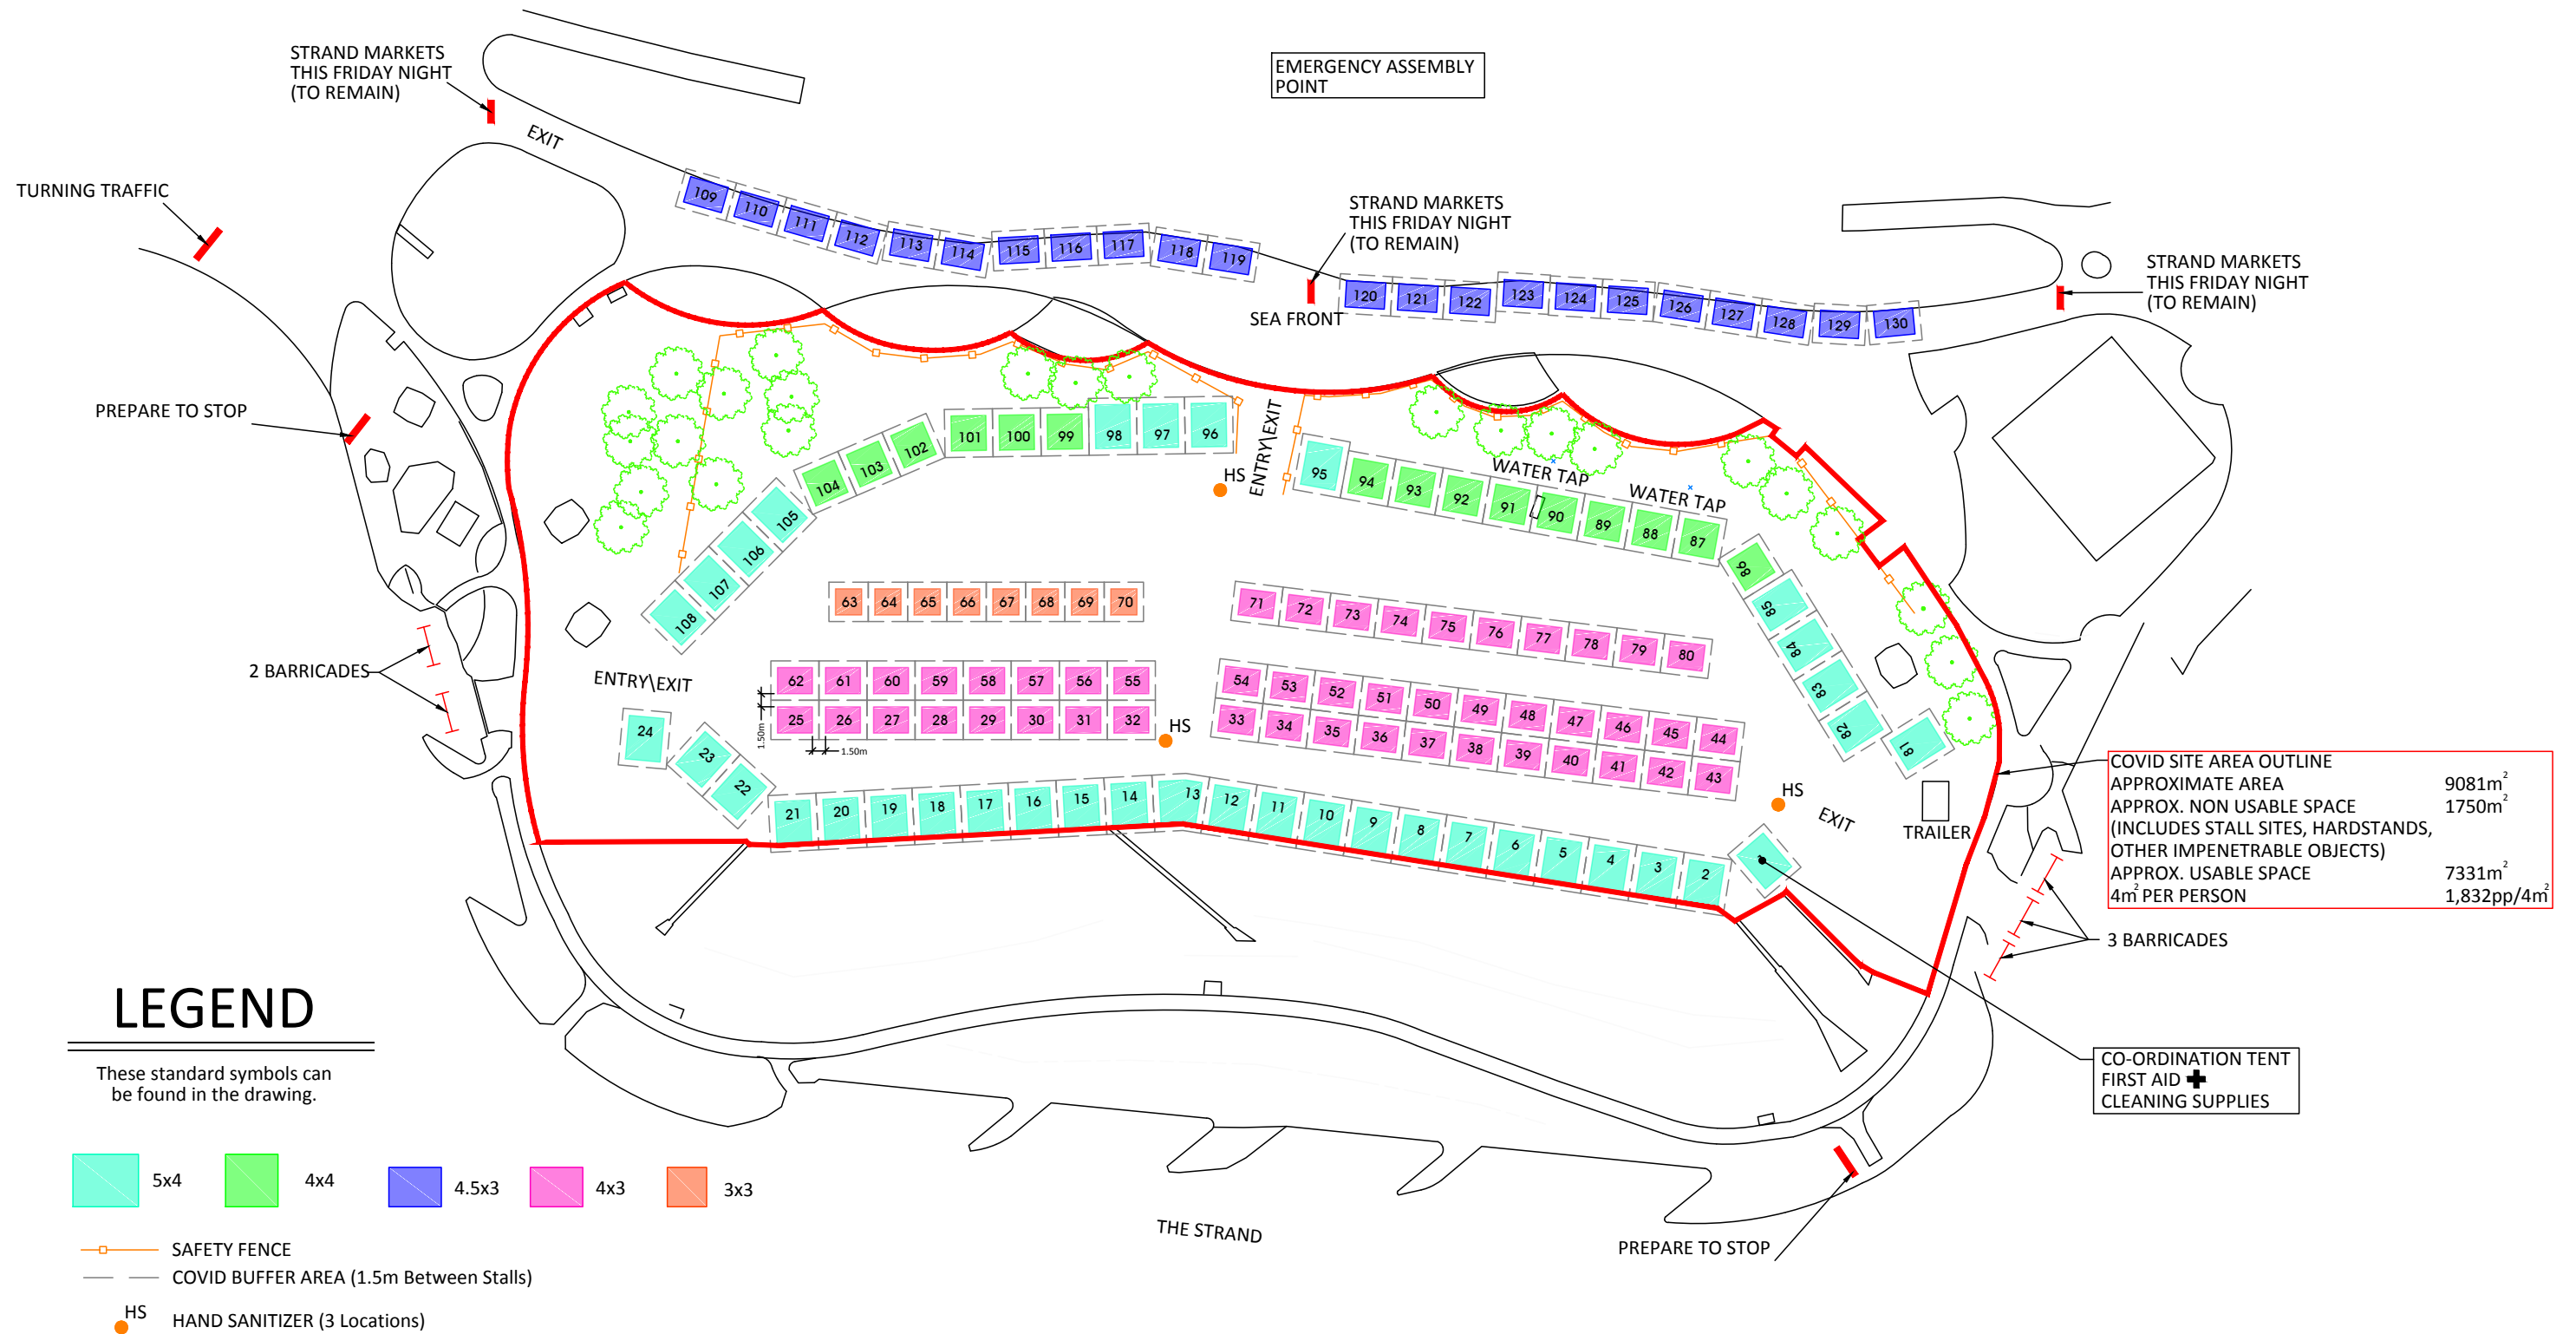 STRAND MARKETS
THIS FRIDAY NIGHT
(TO REMAIN)
EMERGENCY ASSEMBLY
POINT
EXIT
TURNING TRAFFIC
109 110 111 112 113 114 115 116 117 118 119
STRAND MARKETS
THIS FRIDAY NIGHT
(TO REMAIN)
SEA FRONT
120 121 122 123 124 125 126 127 128 129 130
STRAND MARKETS
THIS FRIDAY NIGHT
(TO REMAIN)
PREPARE TO STOP
108 107 106 105 104 103 102 101 100 99 98 97 96
HS
ENTRY\EXIT
95 94 93 92 91 90 89 88 87
WATER TAP
WATER TAP
86 85 84 83 82 81
63 64 65 66 67 68 69 70
71 72 73 74 75 76 77 78 79 80
2 BARRICADES
ENTRY\EXIT
62 61 60 59 58 57 56 55
54 53 52 51 50 49 48 47 46 45 44
25 26 27 28 29 30 31 32
33 34 35 36 37 38 39 40 41 42 43
1.50m
1.50m
HS
24 23 22
21 20 19 18 17 16 15 14 13 12 11 10 9 8 7 6 5 4 3 2 1
HS
EXIT
TRAILER
COVID SITE AREA OUTLINE
APPROXIMATE AREA 9081m²
APPROX. NON USABLE SPACE 1750m²
(INCLUDES STALL SITES, HARDSTANDS,
OTHER IMPENETRABLE OBJECTS)
APPROX. USABLE SPACE 7331m²
4m² PER PERSON 1,832pp/4m²
3 BARRICADES
CO-ORDINATION TENT
FIRST AID
CLEANING SUPPLIES
PREPARE TO STOP
THE STRAND
LEGEND
These standard symbols can
be found in the drawing.
5x4 4x4 4.5x3 4x3 3x3
SAFETY FENCE
COVID BUFFER AREA (1.5m Between Stalls)
HS HAND SANITIZER (3 Locations)